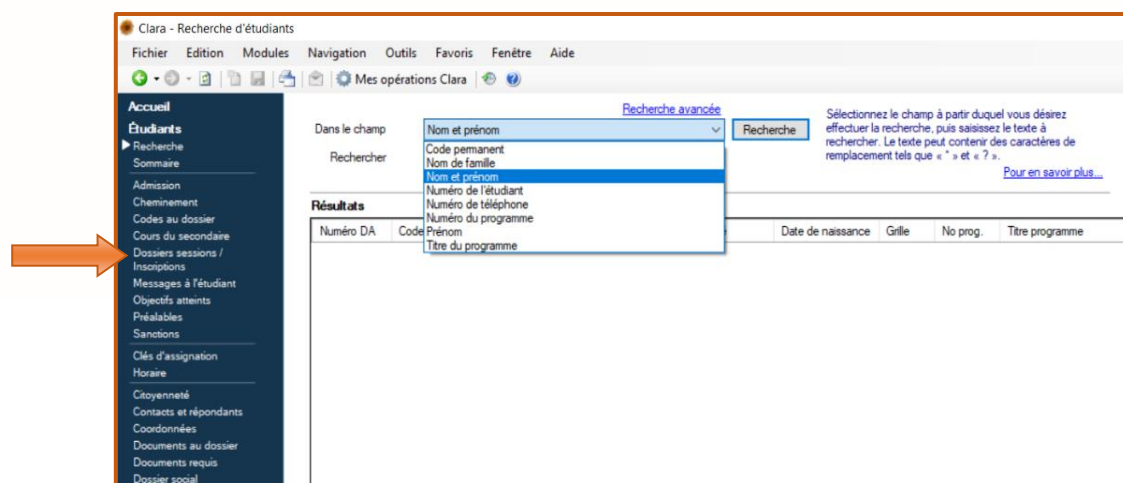 Clara - Recherche d'étudiants
Fichier Edition Modules Navigation Outils Favoris Fenêtre Aide
Mes opérations Clara
Accueil
Étudiants
Recherche
Sommaire
Admission
Cheminement
Codes au dossier
Cours du secondaire
Dossiers sessions /
Inscriptions
Messages à l'étudiant
Objectifs atteints
Préalables
Sanctions
Clés d'assignation
Horaire
Citoyenneté
Contacts et répondants
Coordonnées
Documents au dossier
Documents requis
Dossier social
Recherche avancée
Dans le champ Nom et prénom Recherche
Rechercher
Code permanent
Nom de famille
Nom et prénom
Numéro de l'étudiant
Numéro de téléphone
Numéro du programme
Prénom
Titre du programme
Sélectionnez le champ à partir duquel vous désirez
effectuer la recherche, puis saisissez le texte à
rechercher. Le texte peut contenir des caractères de
remplacement tels que « * » et « ? ».
Pour en savoir plus...
Résultats
Numéro DA Code Date de naissance Grille No prog. Titre programme